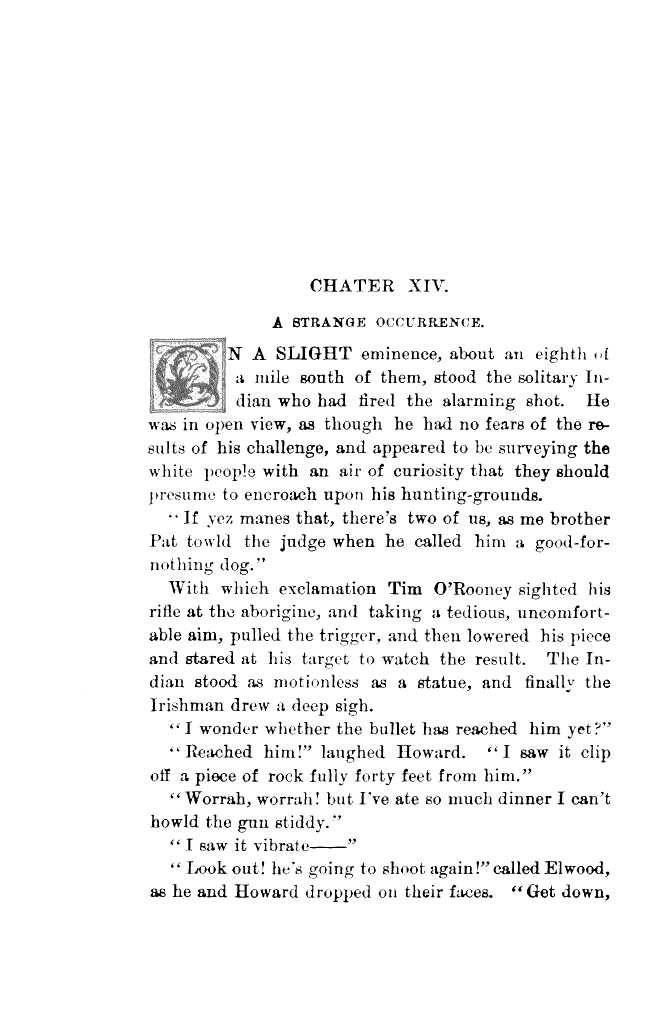 CHATER XIV.
A STRANGE OCCURRENCE.
ON A SLIGHT eminence, about an eighth of
a mile south of them, stood the solitary In-
dian who had fired the alarming shot. He
was in open view, as though he had no fears of the re-
sults of his challenge, and appeared to be surveying the
white people with an air of curiosity that they should
presume to encroach upon his hunting-grounds.
“If yez manes that, there's two of us, as me brother
Pat towld the judge when he called him a good-for-
nothing dog.”
With which exclamation Tim O'Rooney sighted his
rifle at the aborigine, and taking a tedious, uncomfort-
able aim, pulled the trigger, and then lowered his piece
and stared at his target to watch the result. The In-
dian stood as motionless as a statue, and finally the
Irishman drew a deep sigh.
“I wonder whether the bullet has reached him yet?”
“Reached him!” laughed Howard. “I saw it clip
off a piece of rock fully forty feet from him.”
“Worrah, worrah! but I've ate so much dinner I can't
howld the gun stiddy.”
“I saw it vibrate——”
“Look out! he's going to shoot again!” called Elwood,
as he and Howard dropped on their faces. “Get down,